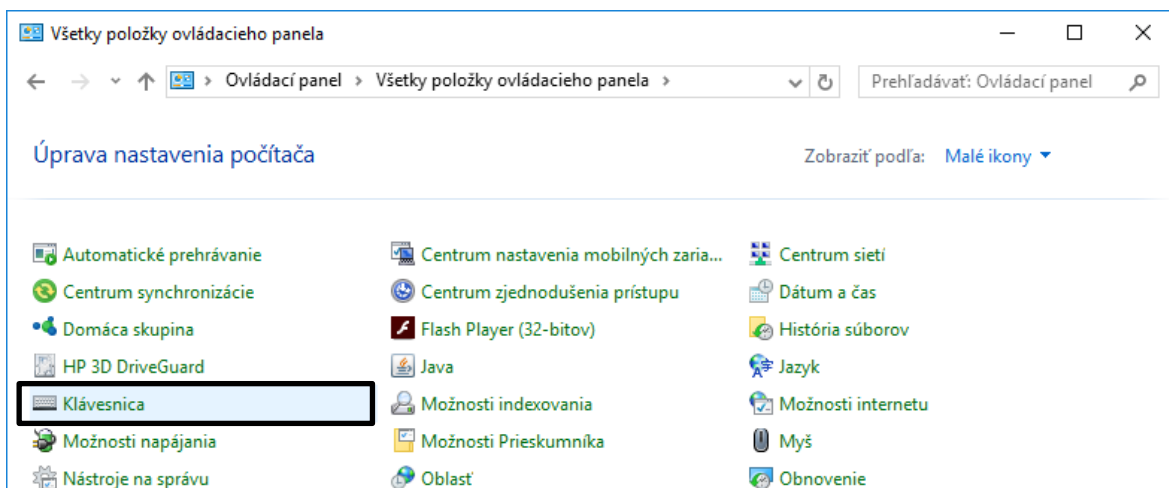 Všetky položky ovládacieho panela
Ovládací panel > Všetky položky ovládacieho panela >
Prehľadávať: Ovládací panel
Úprava nastavenia počítača
Zobraziť podľa: Malé ikony
Automatické prehrávanie
Centrum nastavenia mobilných zaria...
Centrum sietí
Centrum synchronizácie
Centrum zjednodušenia prístupu
Dátum a čas
Domáca skupina
Flash Player (32-bitov)
História súborov
HP 3D DriveGuard
Java
Jazyk
Klávesnica
Možnosti indexovania
Možnosti internetu
Možnosti napájania
Možnosti Prieskumníka
Myš
Nástroje na správu
Oblasť
Obnovenie